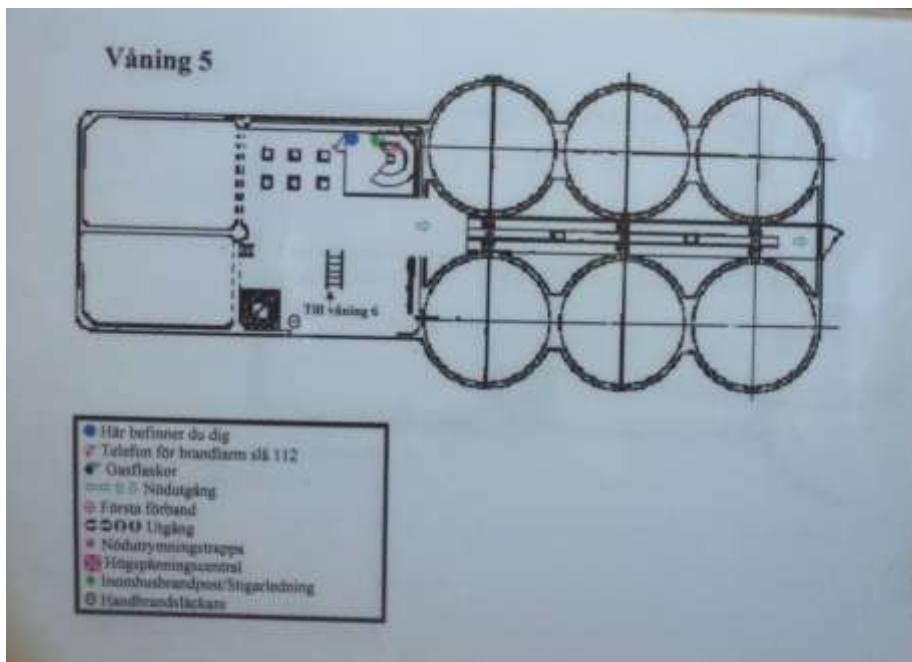 Våning 5
Till våning 6
Här befinner du dig
Telefon för brandlarm slå 112
Gasflaskor
Nödutgång
Första förband
Utgång
Nödutrymningstrappa
Högspänningscentral
Inomhusbrandpost/Stigarledning
Handbrandsläckare